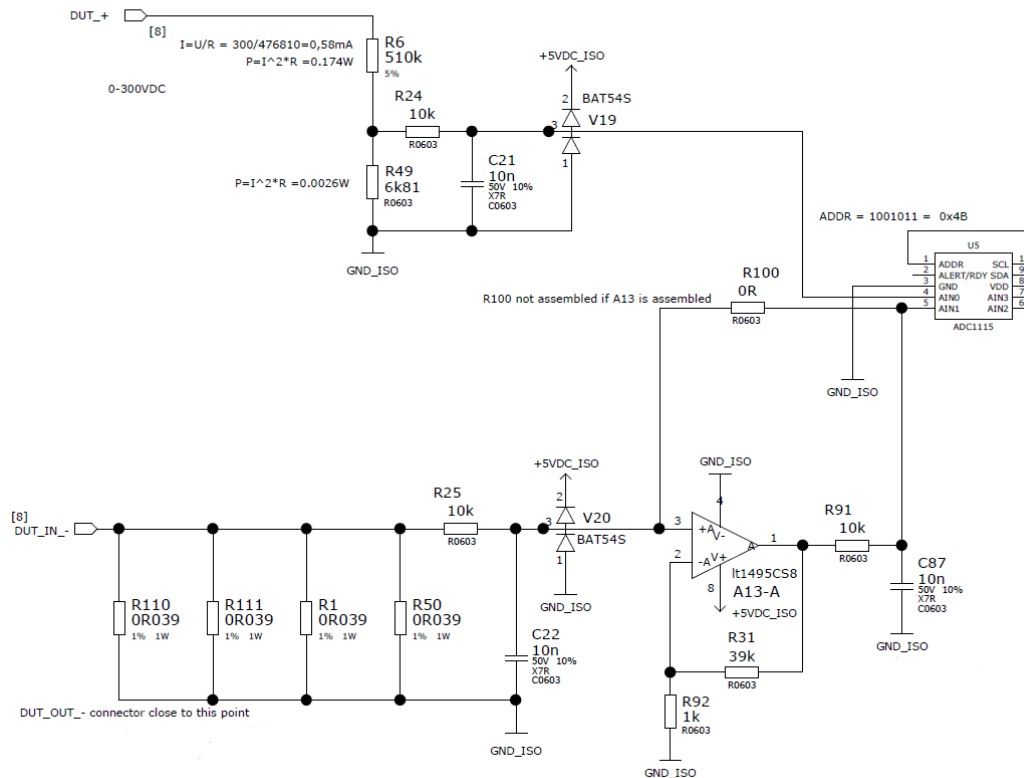 DUT_+
[8]
I=U/R = 300/476810=0,58mA
P=I^2*R =0.174W
R6
510k
5%
0-300VDC
+5VDC_ISO
2
BAT54S
3
V19
1
R24
10k
R0603
R49
6k81
R0603
P=I^2*R =0.0026W
C21
10n
50V 10%
X7R
C0603
GND_ISO
ADDR = 1001011 = 0x4B
U5
1
ADDR
SCL
1
2
ALERT/RDY
SDA
9
3
GND
VDD
8
4
AIN0
AIN3
7
5
AIN1
AIN2
6
ADC1115
R100
0R
R0603
R100 not assembled if A13 is assembled
GND_ISO
[8]
DUT_IN_-
R25
10k
R0603
+5VDC_ISO
2
3
V20
BAT54S
1
GND_ISO
GND_ISO
4
3
+A
V-
A
1
2
-A
V+
8
lt1495CS8
A13-A
+5VDC_ISO
R91
10k
R0603
C87
10n
50V 10%
X7R
C0603
GND_ISO
R110
0R039
1% 1W
R111
0R039
1% 1W
R1
0R039
1% 1W
R50
0R039
1% 1W
C22
10n
50V 10%
X7R
C0603
R31
39k
R0603
R92
1k
R0603
DUT_OUT_- connector close to this point
GND_ISO
GND_ISO